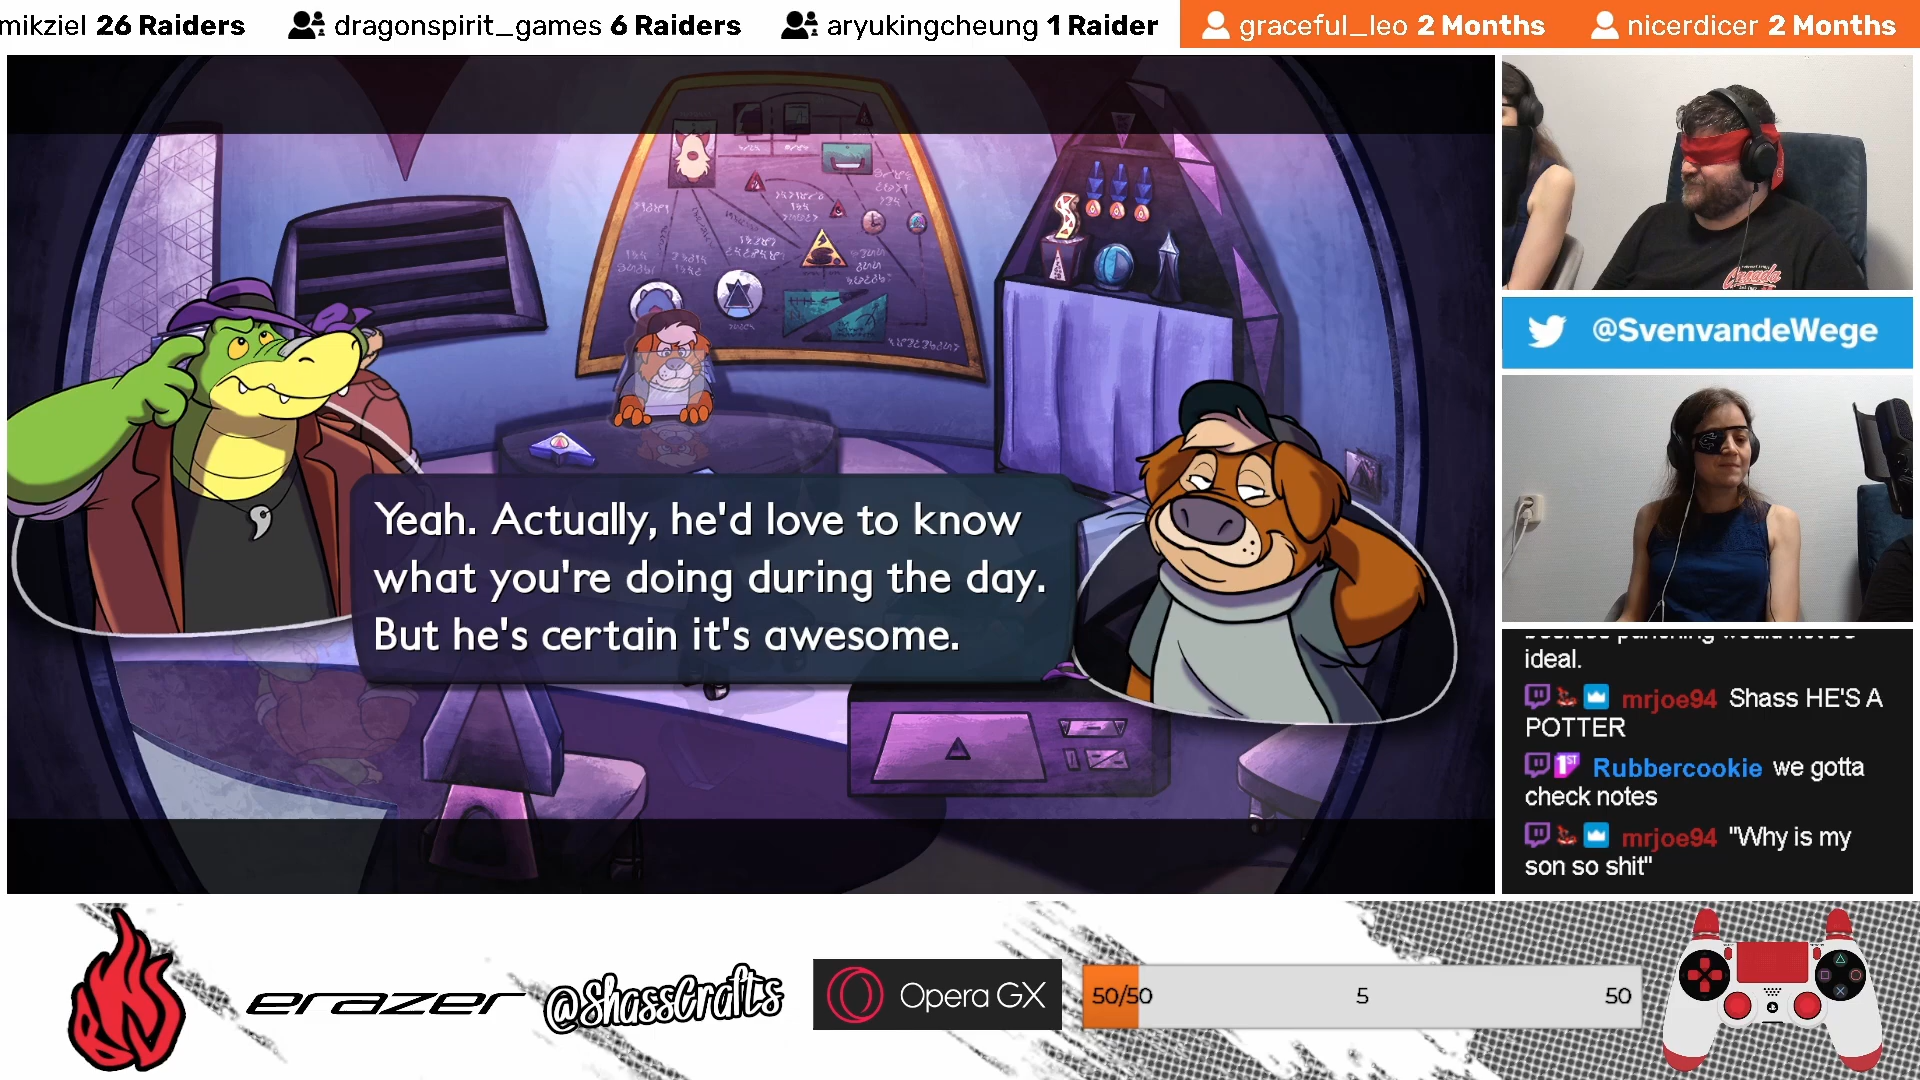 mikziel 26 Raiders dragonspirit_games 6 Raiders aryukingcheung 1 Raider graceful_leo 2 Months nicerdicer 2 Months
Canada
@SvenvandeWege
Yeah. Actually, he'd love to know
what you're doing during the day.
But he's certain it's awesome.
ideal.
mrjoe94 Shass HE'S A
POTTER
1ST Rubbercookie we gotta
check notes
mrjoe94 "Why is my
son so shit"
erazer @ShassCrafts Opera GX 50/50 5 50